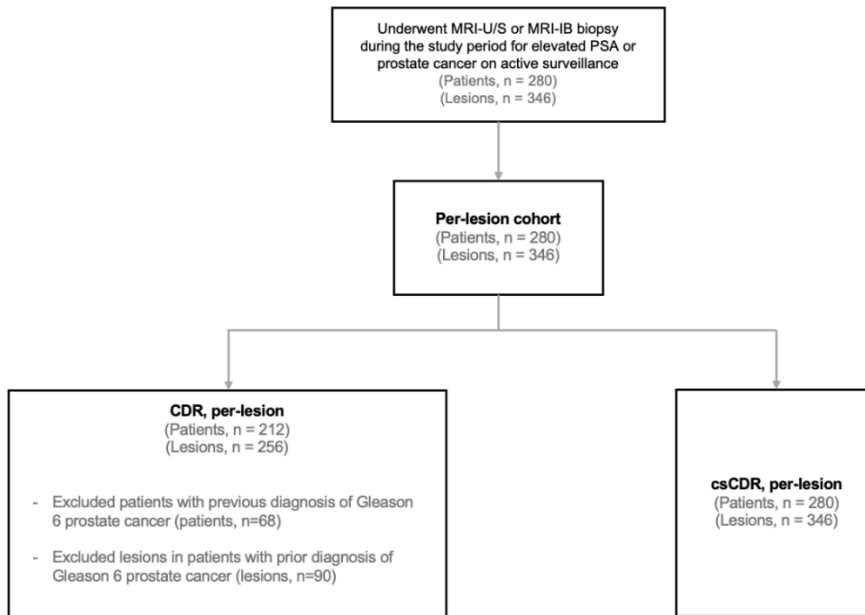 Underwent MRI-U/S or MRI-IB biopsy
during the study period for elevated PSA or
prostate cancer on active surveillance
(Patients, n = 280)
(Lesions, n = 346)
Per-lesion cohort
(Patients, n = 280)
(Lesions, n = 346)
CDR, per-lesion
(Patients, n = 212)
(Lesions, n = 256)
- Excluded patients with previous diagnosis of Gleason
6 prostate cancer (patients, n=68)
- Excluded lesions in patients with prior diagnosis of
Gleason 6 prostate cancer (lesions, n=90)
csCDR, per-lesion
(Patients, n = 280)
(Lesions, n = 346)